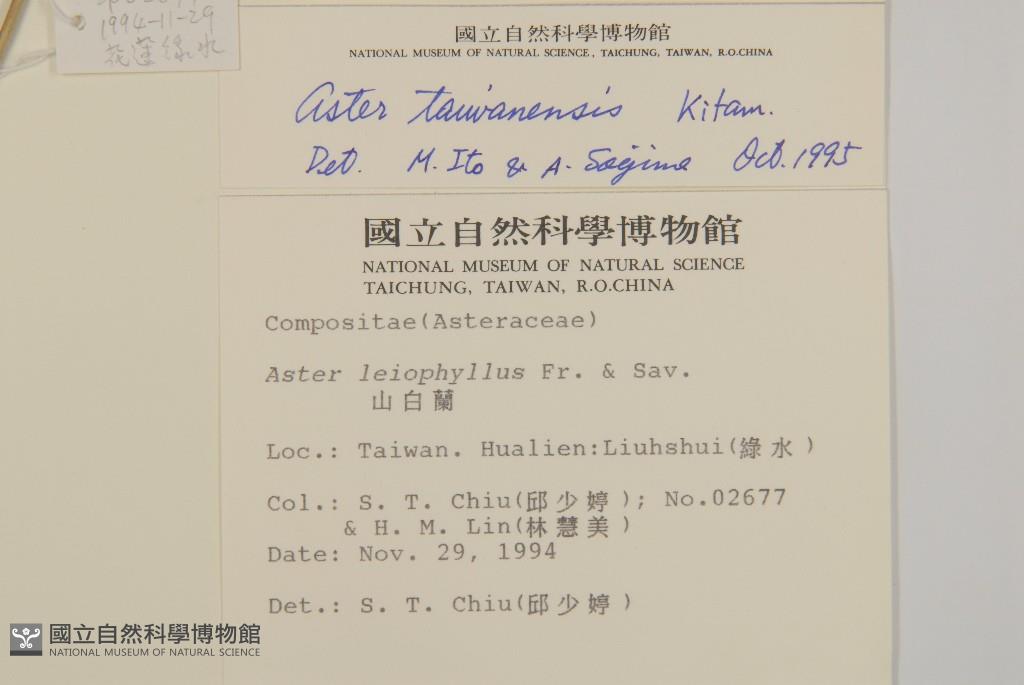 1994-11-29
花蓮綠水
國立自然科學博物館
NATIONAL MUSEUM OF NATURAL SCIENCE, TAICHUNG, TAIWAN, R.O.CHINA
Aster taiwanensis Kitam.
Det. M. Ito & A. Soejima Oct. 1995
國立自然科學博物館
NATIONAL MUSEUM OF NATURAL SCIENCE
TAICHUNG, TAIWAN, R.O.CHINA
Compositae(Asteraceae)
Aster leiophyllus Fr. & Sav.
山白蘭
Loc.: Taiwan. Hualien:Liuhshui(綠水)
Col.: S. T. Chiu(邱少婷); No.02677
& H. M. Lin(林慧美)
Date: Nov. 29, 1994
Det.: S. T. Chiu(邱少婷)
國立自然科學博物館
NATIONAL MUSEUM OF NATURAL SCIENCE